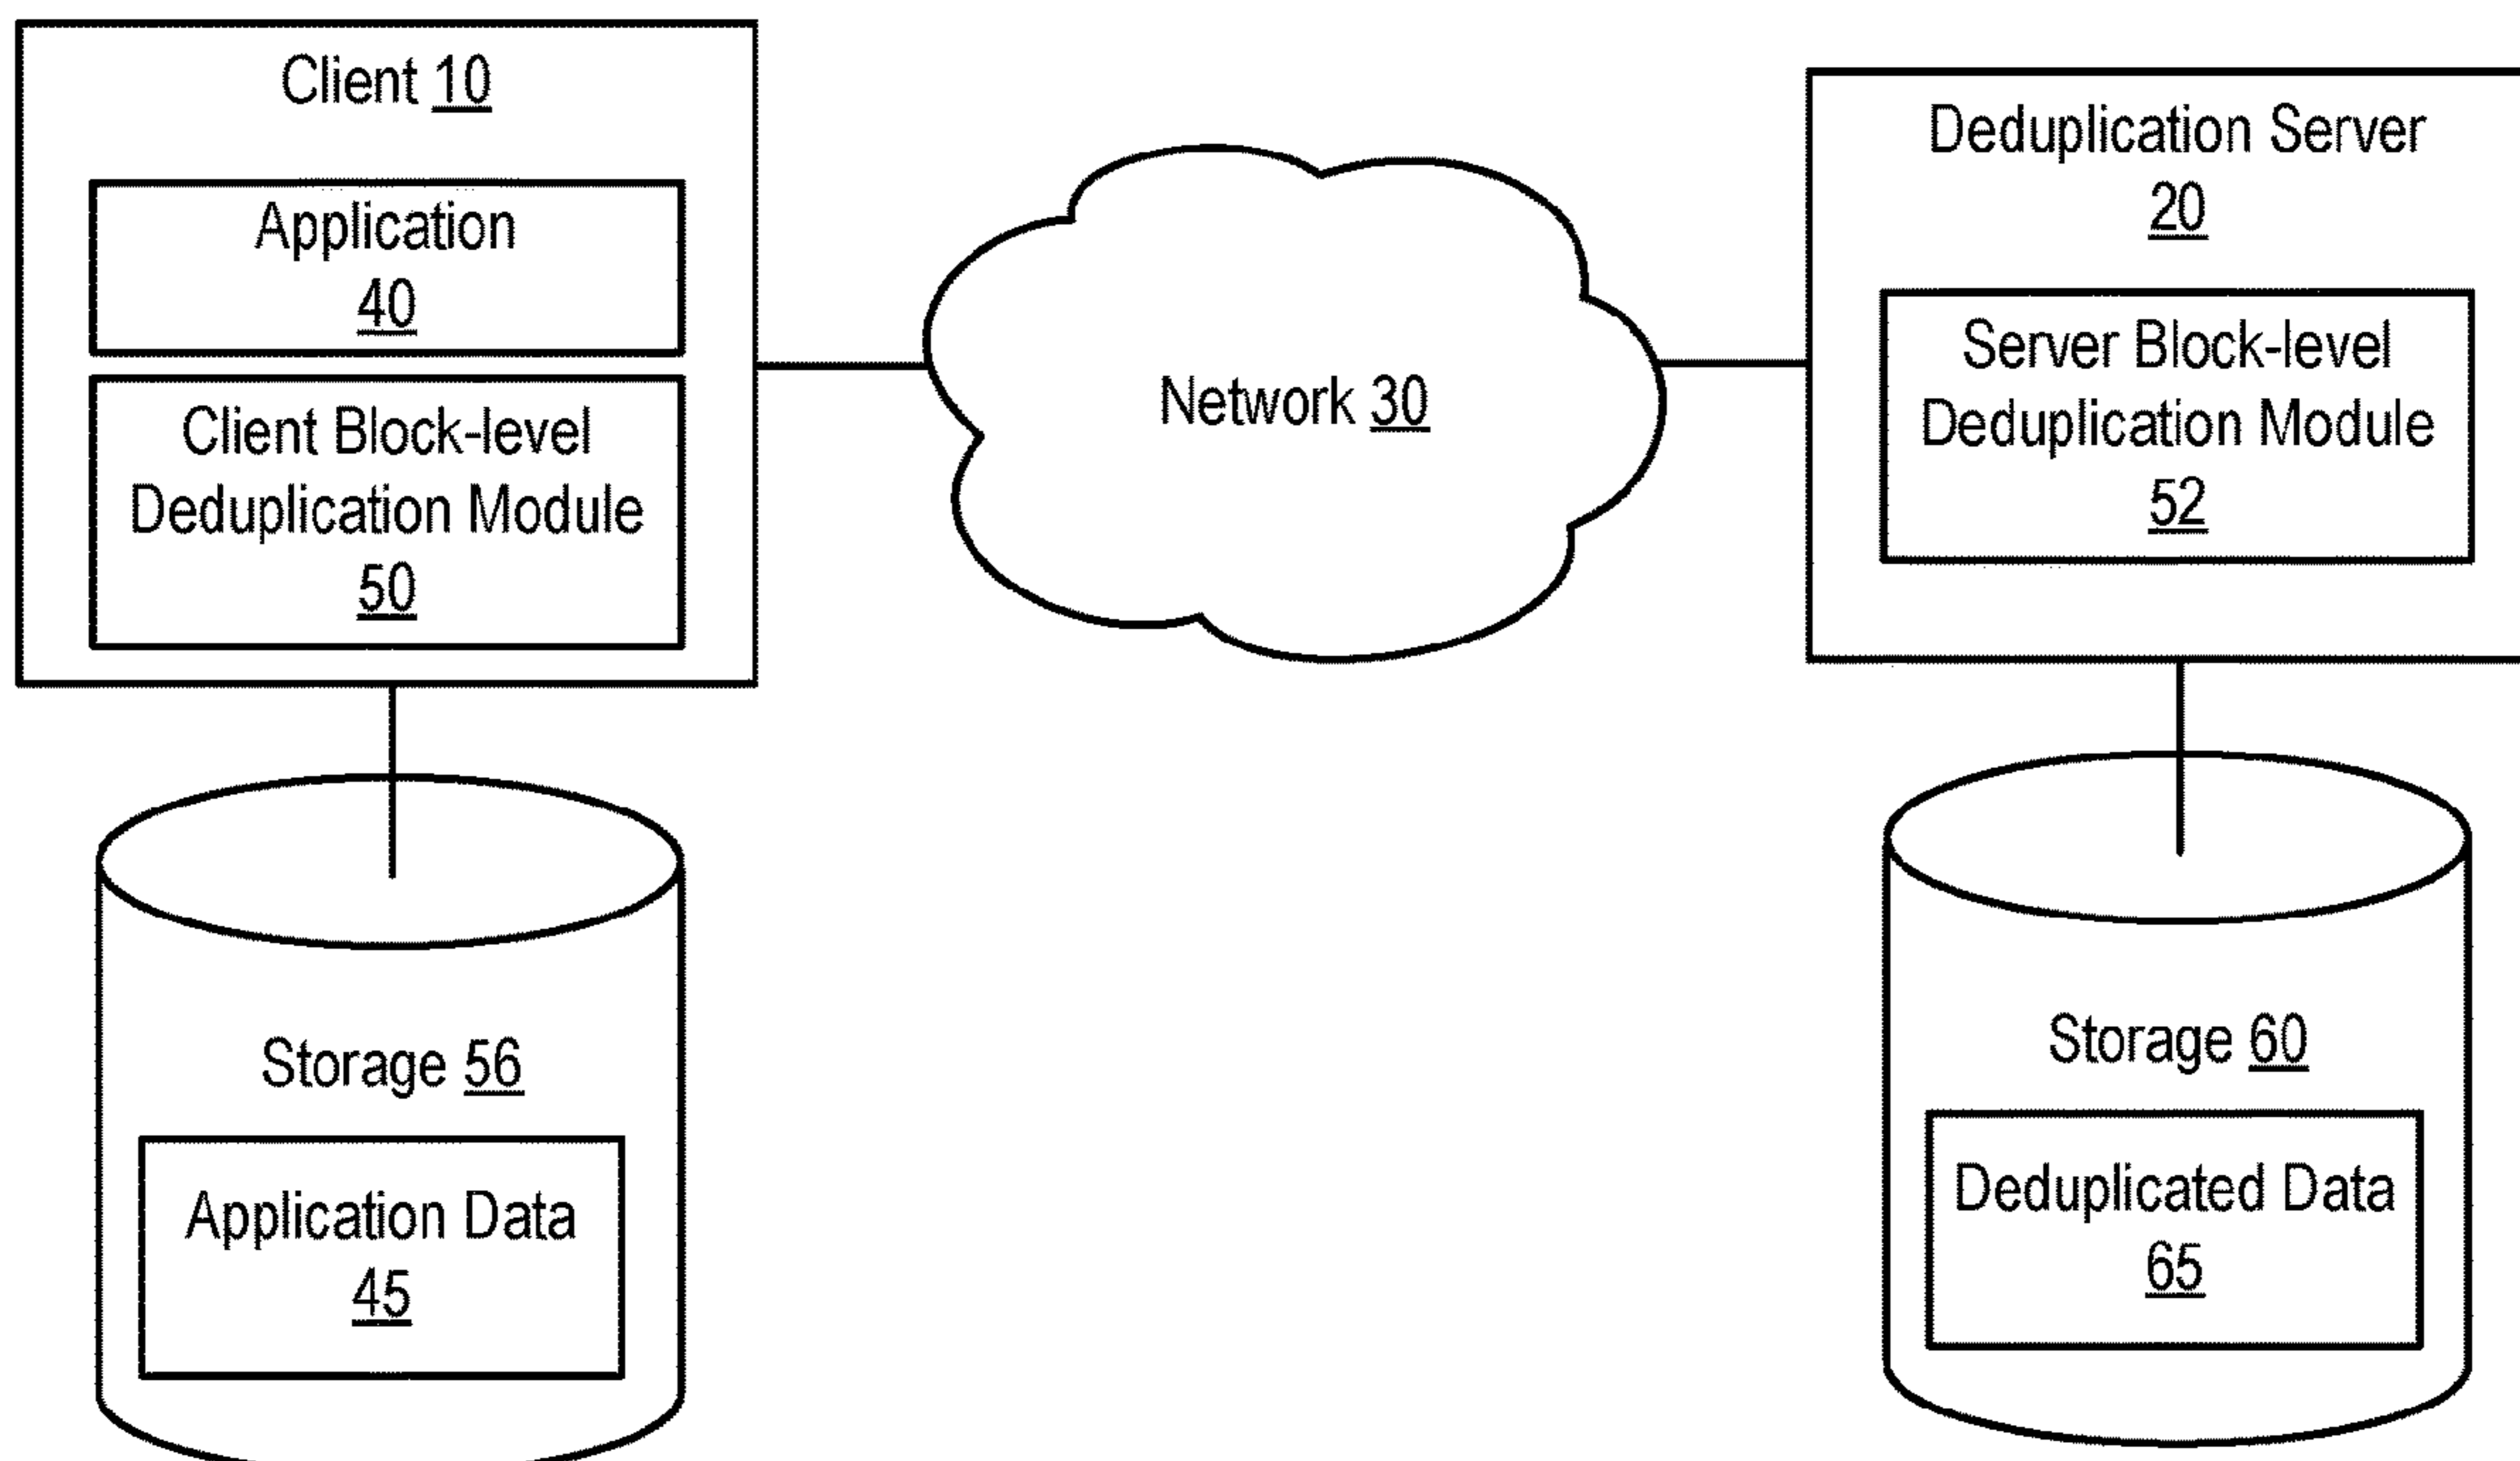 Client 10
Application
40
Client Block-level
Deduplication Module
50
Network 30
Deduplication Server
20
Server Block-level
Deduplication Module
52
Storage 56
Application Data
45
Storage 60
Deduplicated Data
65